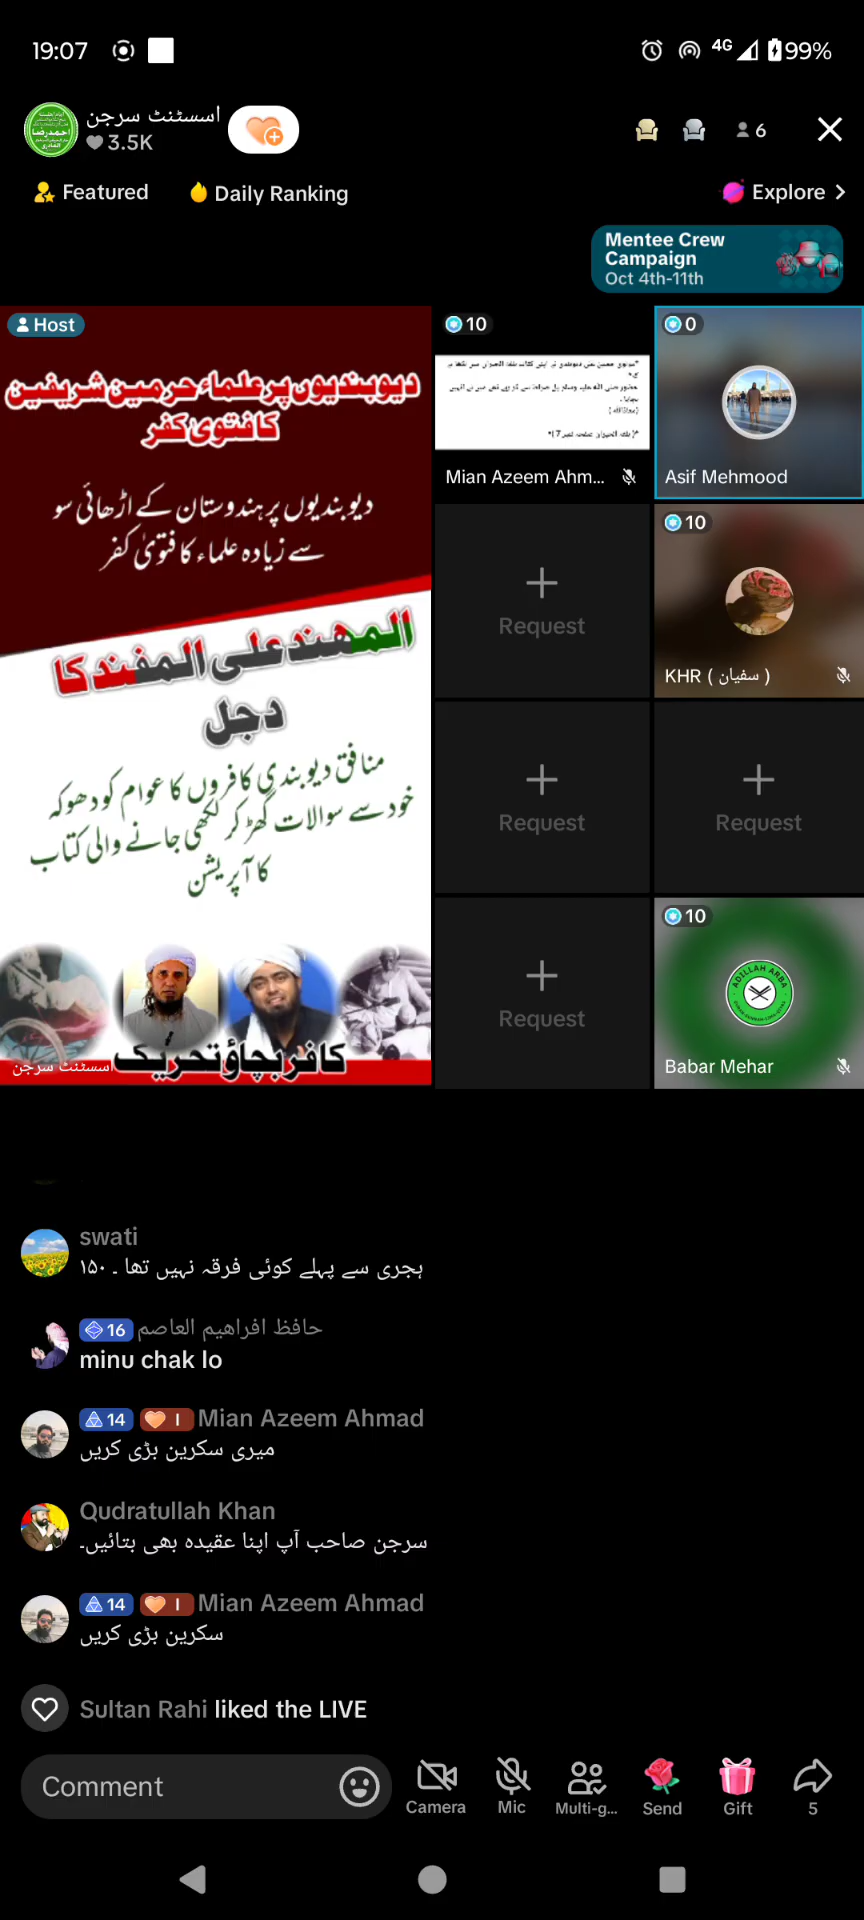 19:07
4G
99%
اسسٹنٹ سرجن
3.5K
6
Featured
Daily Ranking
Explore
Mentee Crew
Campaign
Oct 4th-11th
Host
دیوبندیوں پر علماء حرمین شریفین
کا فتویٰ کفر
دیوبندیوں پر ہندوستان کے اڑھائی سو
سے زیادہ علماء کا فتویٰ کفر
المهند علی المفند کا
دجل
منافق دیوبندی کافروں کا عوام کو دھوکہ
خود سے سوالات گھڑ کر لکھی جانے والی کتاب
کا آپریشن
کافر بچاؤ تحریک
اسسٹنٹ سرجن
10
Mian Azeem Ahm...
0
Asif Mehmood
Request
10
KHR ( سفیان )
Request
Request
Request
10
ADILLAH ARBA
Babar Mehar
swati
ہجری سے پہلے کوئی فرقہ نہیں تھا ۔ ۱۵۰
16 حافظ افراهيم العاصم
minu chak lo
14 I Mian Azeem Ahmad
میری سکرین بڑی کریں
Qudratullah Khan
سرجن صاحب آپ اپنا عقیدہ بھی بتائیں۔
14 I Mian Azeem Ahmad
سکرین بڑی کریں
Sultan Rahi liked the LIVE
Comment
Camera
Mic
Multi-g...
Send
Gift
5